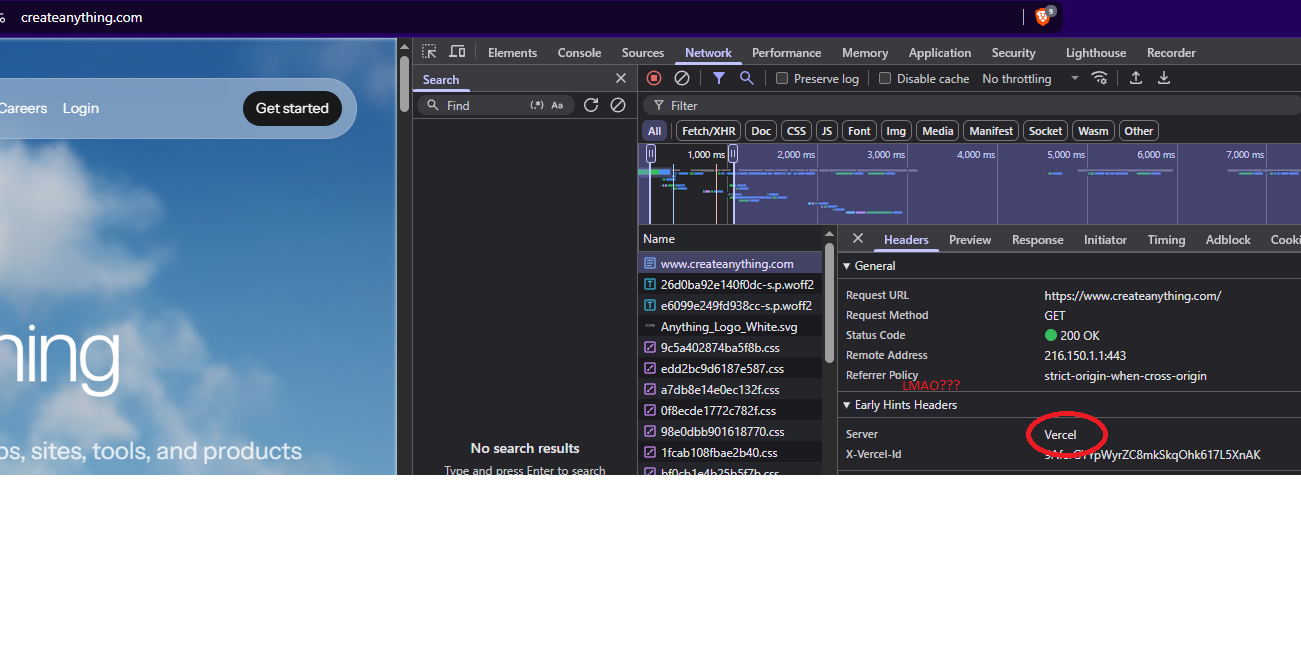 createanything.com
9
Careers Login Get started
hing
os, sites, tools, and products
Elements Console Sources Network Performance Memory Application Security Lighthouse Recorder
Search
Find (.*) Aa
No search results
Type and press Enter to search
Preserve log Disable cache No throttling
Filter
All Fetch/XHR Doc CSS JS Font Img Media Manifest Socket Wasm Other
1,000 ms 2,000 ms 3,000 ms 4,000 ms 5,000 ms 6,000 ms 7,000 ms
Name
www.createanything.com
26d0ba92e140f0dc-s.p.woff2
e6099e249fd938cc-s.p.woff2
Anything_Logo_White.svg
9c5a402874ba5f8b.css
edd2bc9d6187e587.css
a7db8e14e0ec132f.css
0f8ecde1772c782f.css
98e0dbb901618770.css
1fcab108fbae2b40.css
bf0cb1e4b25b5f7b.css
Headers Preview Response Initiator Timing Adblock Cooki
General
Request URL https://www.createanything.com/
Request Method GET
Status Code 200 OK
Remote Address 216.150.1.1:443
Referrer Policy strict-origin-when-cross-origin
LMAO???
Early Hints Headers
Server Vercel
X-Vercel-Id